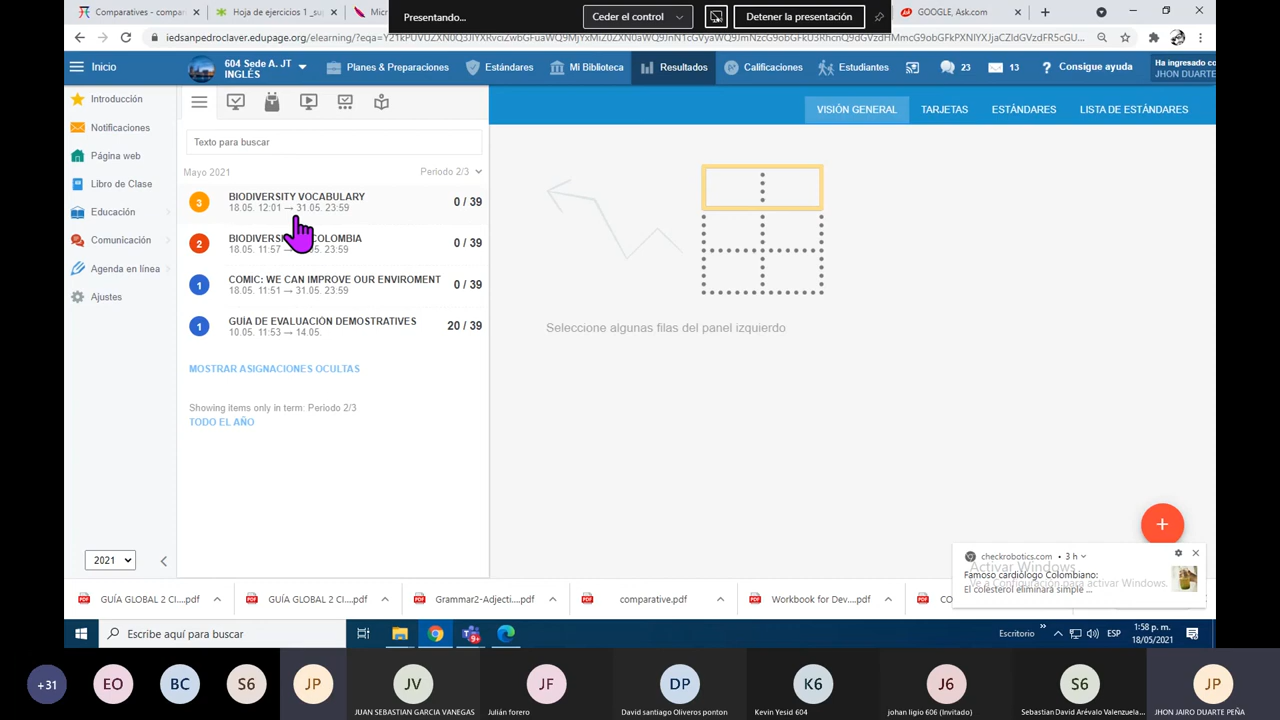 Comparatives - compar
Hoja de ejercicios 1 _sup
Micr
Presentando...
Ceder el control
Detener la presentación
GOOGLE, Ask.com
Inicio
604 Sede A. JT
INGLÉS
Planes & Preparaciones
Estándares
Mi Biblioteca
Resultados
Calificaciones
Estudiantes
23
13
Consigue ayuda
Ha ingresado c
JHON DUARTE
VISIÓN GENERAL
TARJETAS
ESTÁNDARES
LISTA DE ESTÁNDARES
Introducción
Notificaciones
Página web
Libro de Clase
Educación
Comunicación
Agenda en línea
Ajustes
2021
Texto para buscar
Mayo 2021
Periodo 2/3
3
BIODIVERSITY VOCABULARY
18.05. 12:01 → 31.05. 23:59
0 / 39
2
COLOMBIA
18.05. 11:57
23:59
0 / 39
1
COMIC: WE CAN IMPROVE OUR ENVIROMENT
18.05. 11:51 → 31.05. 23:59
0 / 39
1
GUÍA DE EVALUACIÓN DEMOSTRATIVES
10.05. 11:53 → 14.05.
20 / 39
MOSTRAR ASIGNACIONES OCULTAS
Showing items only in term: Periodo 2/3
TODO EL AÑO
Seleccione algunas filas del panel izquierdo
checkrobotics.com • 3 h
Activar Windows
Famoso cardiólogo Colombiano:
Ve a Configuración para activar Windows.
El colesterol eliminará simple ...
GUÍA GLOBAL 2 CI....pdf
GUÍA GLOBAL 2 CI....pdf
Grammar2-Adjecti....pdf
comparative.pdf
Workbook for Dev....pdf
CO
Escribe aquí para buscar
9+
Escritorio
ESP
1:58 p. m.
18/05/2021
+31
EO
BC
S6
JP
JV
JUAN SEBASTIAN GARCIA VANEGAS
JF
Julián forero
DP
David santiago Oliveros ponton
K6
Kevin Yesid 604
J6
johan ligio 606 (Invitado)
S6
Sebastian David Arévalo Valenzuela...
JP
JHON JAIRO DUARTE PEÑA